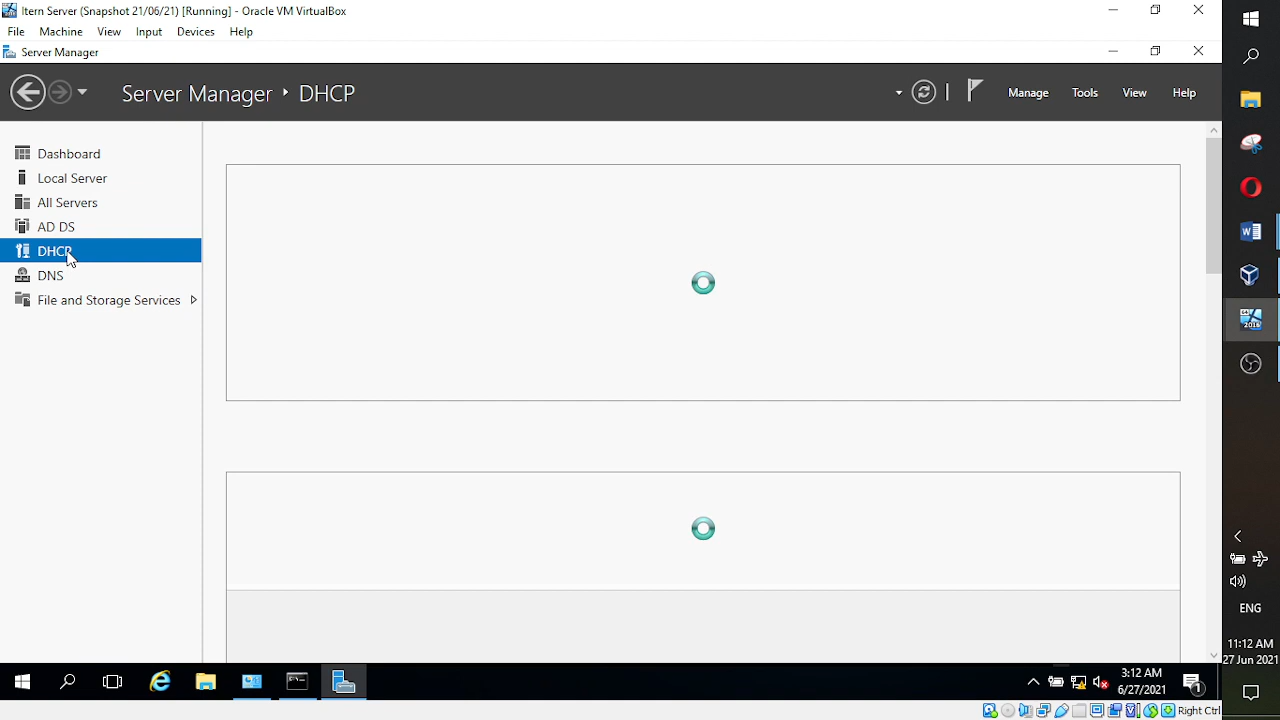 Itern Server (Snapshot 21/06/21) [Running] - Oracle VM VirtualBox
File Machine View Input Devices Help
Server Manager
Server Manager DHCP
Manage Tools View Help
Dashboard
Local Server
All Servers
AD DS
DHCP
DNS
File and Storage Services
ENG
11:12 AM
27 Jun 2021
3:12 AM
6/27/2021
1
Right Ctrl